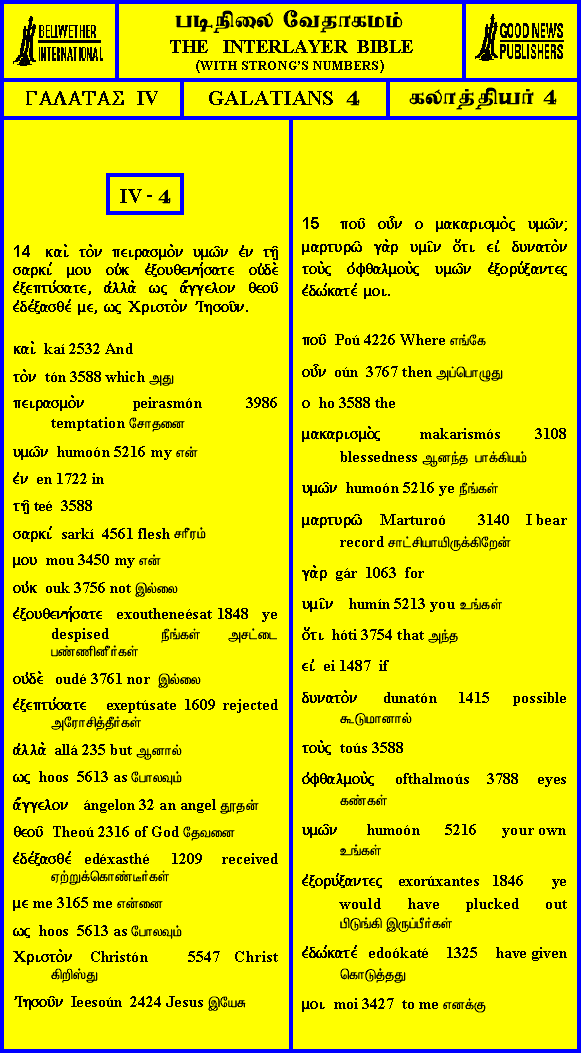 BELLWETHER
INTERNATIONAL
படிநிலை வேதாகமம்
THE INTERLAYER BIBLE
(WITH STRONG'S NUMBERS)
GOOD NEWS
PUBLISHERS
ΓΑΛΑΤΑΣ IV
GALATIANS 4
கலாத்தியர் 4
IV - 4
14 καὶ τὸν πειρασμὸν υμῶν ἐν τῇ
σαρκί μου οὐκ ἐξουθενήσατε οὐδὲ
ἐξεπτύσατε, ἀλλὰ ως ἄγγελον θεοῦ
ἐδέξασθέ με, ως Χριστὸν Ἰησοῦν.
καὶ kaí 2532 And
τὸν tón 3588 which அது
πειρασμὸν peirasmón 3986
temptation சோதனை
υμῶν humoón 5216 my என்
ἐν en 1722 in
τῇ teé 3588
σαρκί sarkí 4561 flesh சரீரம்
μου mou 3450 my என்
οὐκ ouk 3756 not இல்லை
ἐξουθενήσατε exoutheneésat 1848 ye
despised நீங்கள் அசட்டை
பண்ணினீர்கள்
οὐδὲ oudé 3761 nor இல்லை
ἐξεπτύσατε exeptúsate 1609 rejected
அரோசித்தீர்கள்
ἀλλὰ allá 235 but ஆனால்
ως hoos 5613 as போலவும்
ἄγγελον ángelon 32 an angel தூதன்
θεοῦ Theoú 2316 of God தேவனை
ἐδέξασθέ edéxasthé 1209 received
ஏற்றுக்கொண்டீர்கள்
με me 3165 me என்னை
ως hoos 5613 as போலவும்
Χριστὸν Christón 5547 Christ
கிறிஸ்து
Ἰησοῦν Ieesoún 2424 Jesus இயேசு
15 ποῦ οὖν ο μακαρισμὸς υμῶν;
μαρτυρῶ γὰρ υμῖν ὅτι εἰ δυνατὸν
τοὺς ὀφθαλμοὺς υμῶν ἐξορύξαντες
ἐδώκατέ μοι..
ποῦ Poú 4226 Where எங்கே
οὖν oún 3767 then அப்பொழுது
ο ho 3588 the
μακαρισμὸς makarismós 3108
blessedness ஆனந்த பாக்கியம்
υμῶν humoón 5216 ye நீங்கள்
μαρτυρῶ Marturoó 3140 I bear
record சாட்சியாயிருக்கிறேன்
γὰρ gár 1063 for
υμῖν humín 5213 you உங்கள்
ὅτι hóti 3754 that அந்த
εἰ ei 1487 if
δυνατὸν dunatón 1415 possible
கூடுமானால்
τοὺς toús 3588
ὀφθαλμοὺς ofthalmoús 3788 eyes
கண்கள்
υμῶν humoón 5216 your own
உங்கள்
ἐξορύξαντες exorúxantes 1846 ye
would have plucked out
பிடுங்கி இருப்பீர்கள்
ἐδώκατέ edoókaté 1325 have given
கொடுத்தது
μοι moi 3427 to me எனக்கு